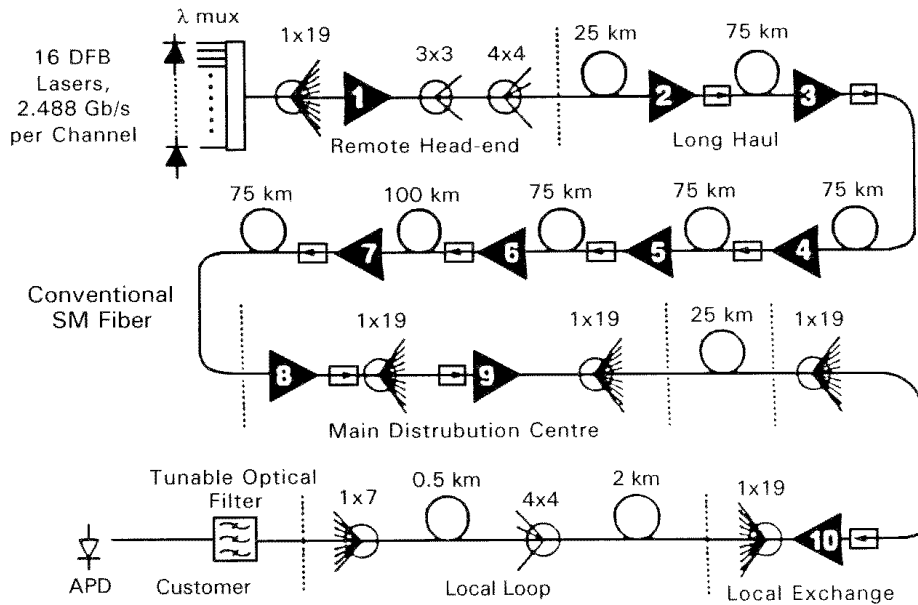 λ mux
16 DFB
Lasers,
2.488 Gb/s
per Channel
1x19
1
3x3
4x4
Remote Head-end
25 km
2
75 km
3
Long Haul
75 km
7
100 km
6
75 km
5
75 km
4
75 km
Conventional
SM Fiber
8
1x19
9
1x19
25 km
1x19
Main Distrubution Centre
Tunable Optical
Filter
APD
Customer
1x7
0.5 km
4x4
2 km
Local Loop
1x19
10
Local Exchange